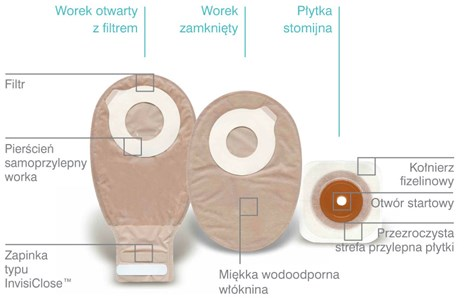 Worek otwarty
z filtrem
Worek
zamknięty
Płytka
stomijna
Filtr
Pierścień
samoprzylepny
worka
Zapinka
typu
InvisiClose™
Miękka wodoodporna
włóknina
Kołnierz
fizelinowy
Otwór startowy
Przezroczysta
strefa przylepna płytki